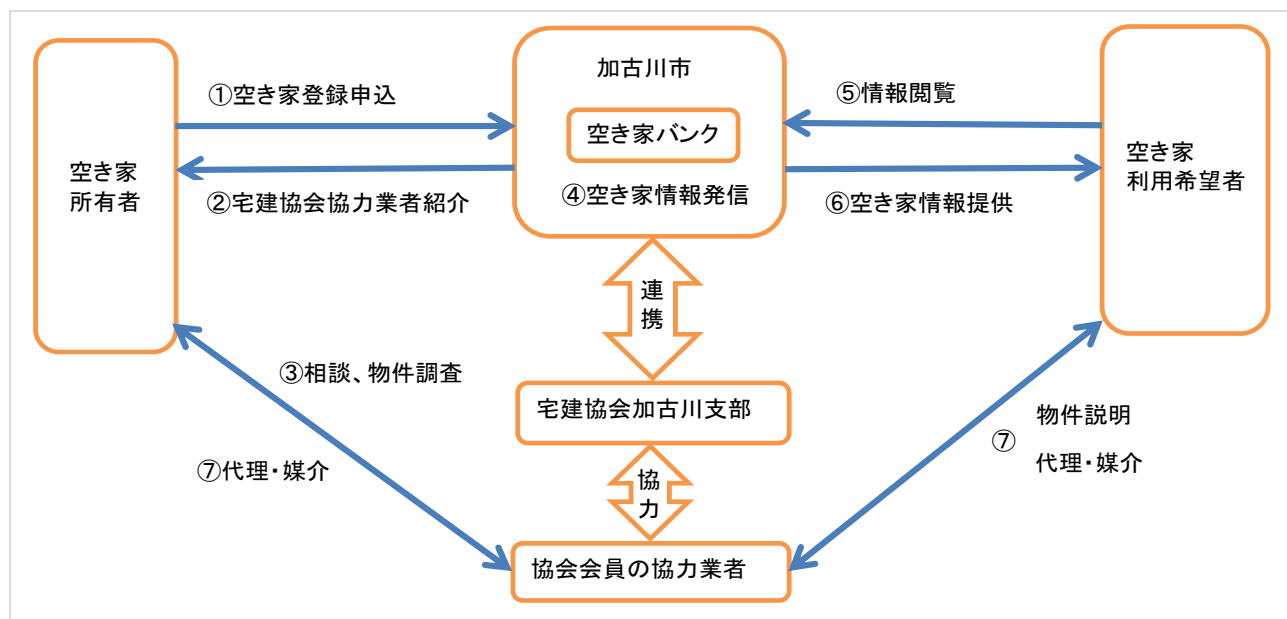 加古川市
①空き家登録申込
⑤情報閲覧
空き家バンク
空き家
所有者
空き家
利用希望者
②宅建協会協力業者紹介
④空き家情報発信
⑥空き家情報提供
連
携
③相談、物件調査
宅建協会加古川支部
物件説明
⑦
代理・媒介
⑦代理・媒介
協
力
協会会員の協力業者